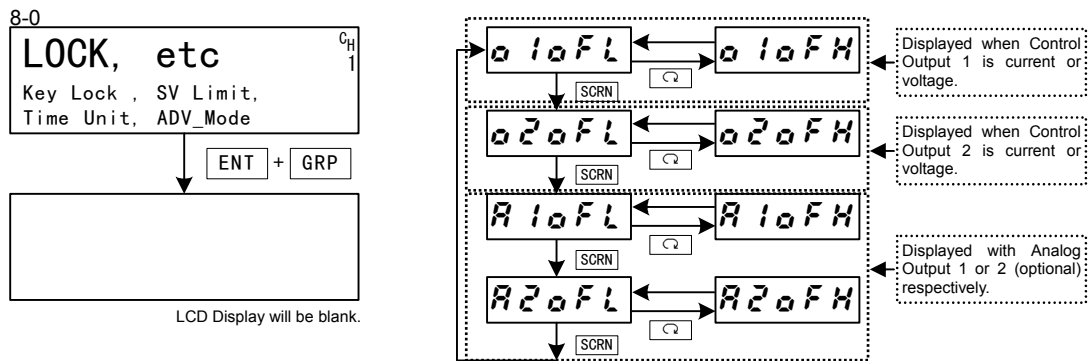 8-0
LOCK, etc
CH
1
Key Lock , SV Limit,
Time Unit, ADV_Mode
ENT + GRP
LCD Display will be blank.
o1oFL
o1oFH
SCRN
Displayed when Control
Output 1 is current or
voltage.
o2oFL
o2oFH
SCRN
Displayed when Control
Output 2 is current or
voltage.
A1oFL
A1oFH
SCRN
A2oFL
A2oFH
SCRN
Displayed with Analog
Output 1 or 2 (optional)
respectively.